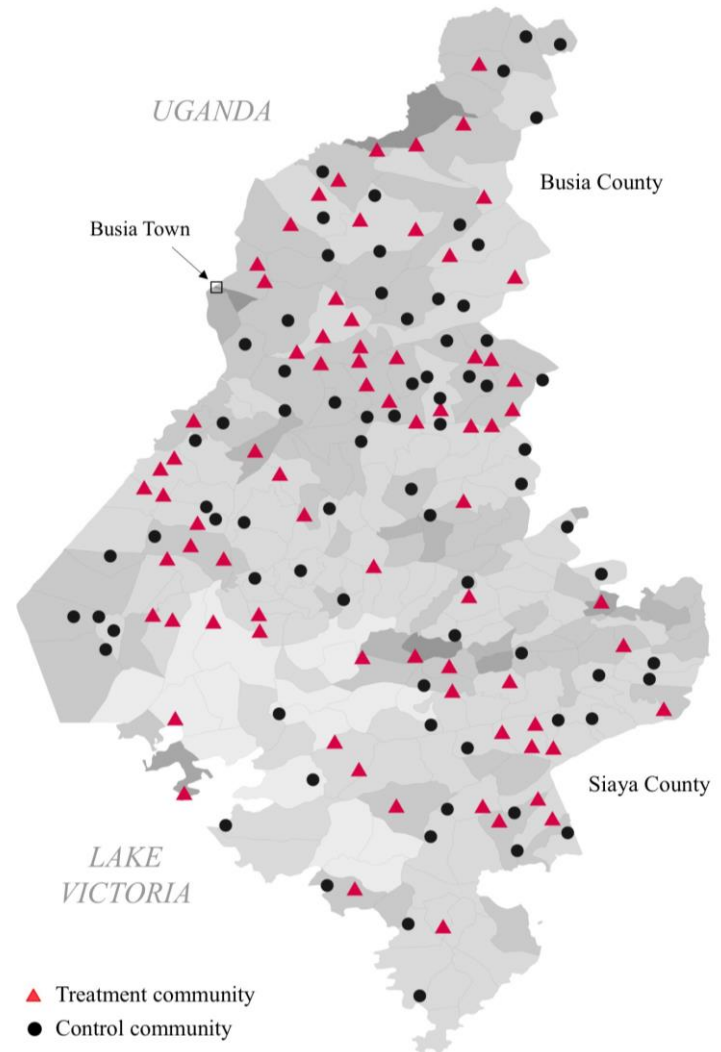 UGANDA
Busia County
Busia Town
Siaya County
LAKE
VICTORIA
Treatment community
Control community